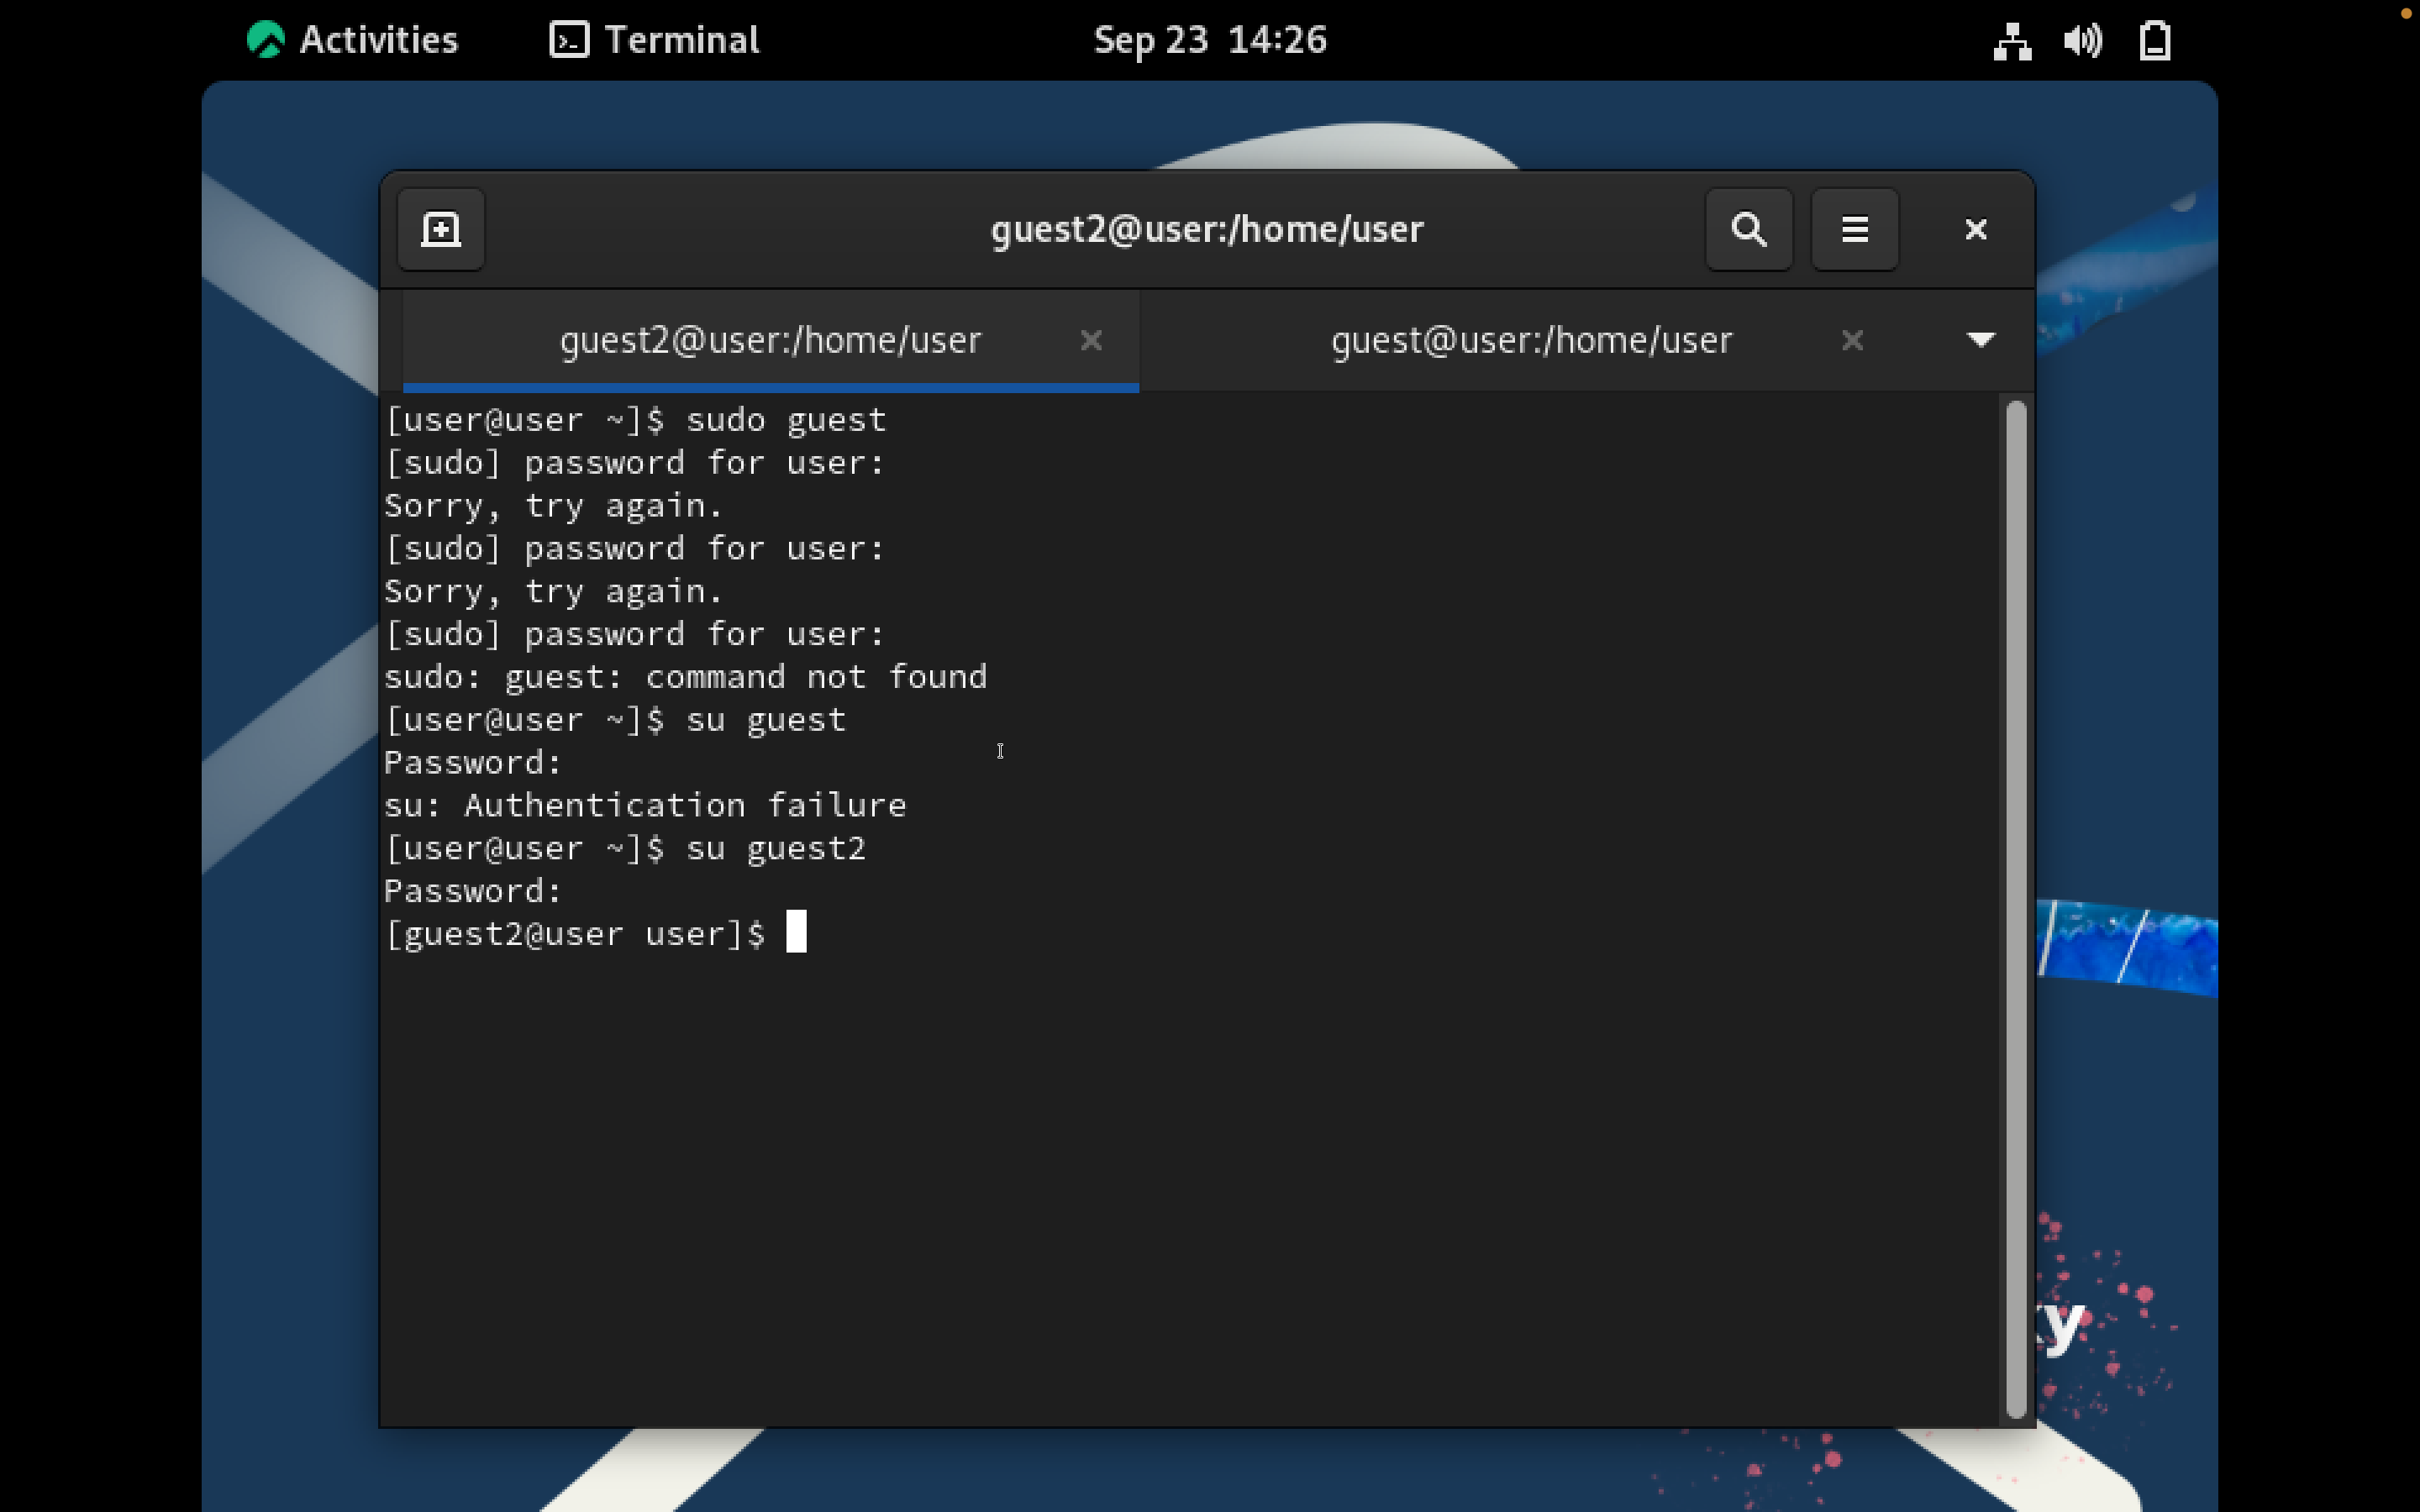 Activities Terminal Sep 23 14:26
guest2@user:/home/user
guest2@user:/home/user guest@user:/home/user
[user@user ~]$ sudo guest
[sudo] password for user:
Sorry, try again.
[sudo] password for user:
Sorry, try again.
[sudo] password for user:
sudo: guest: command not found
[user@user ~]$ su guest
Password:
su: Authentication failure
[user@user ~]$ su guest2
Password:
[guest2@user user]$